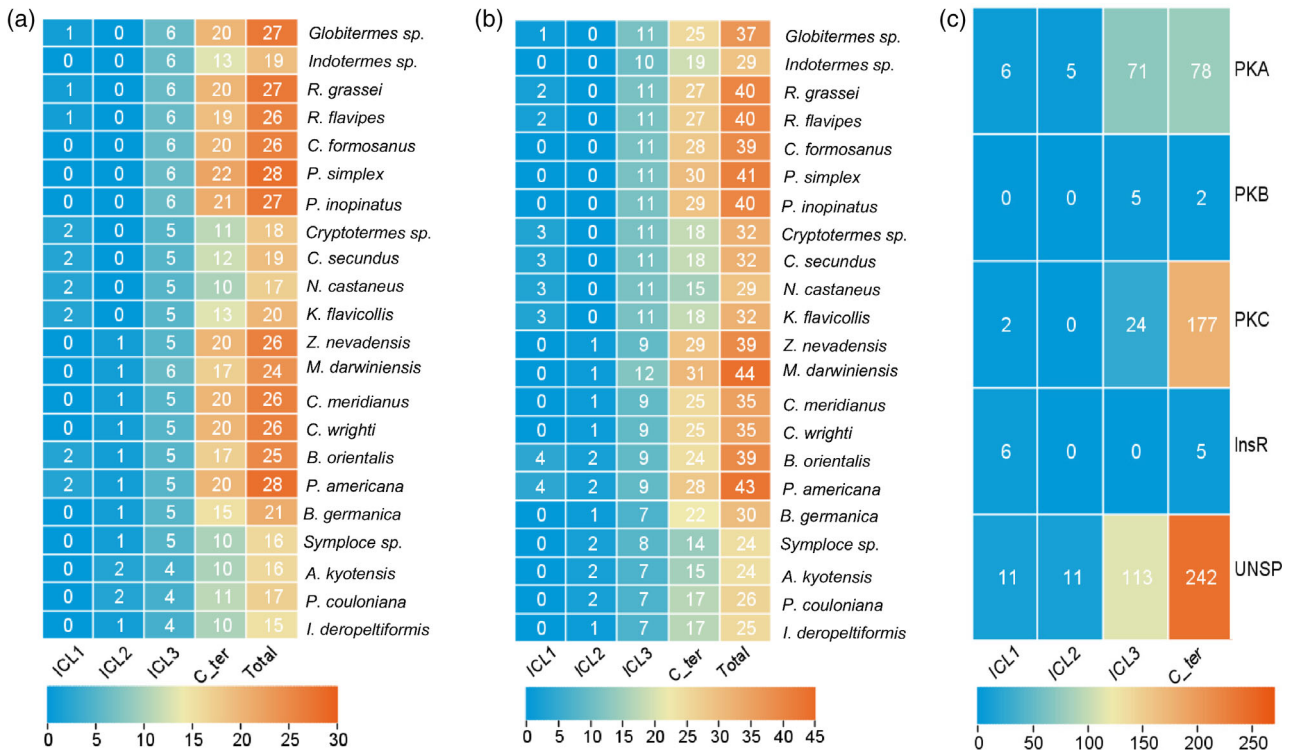 (a)
1 0 6 20 27 Globitermes sp.
0 0 6 13 19 Indotermes sp.
1 0 6 20 27 R. grassei
1 0 6 19 26 R. flavipes
0 0 6 20 26 C. formosanus
0 0 6 22 28 P. simplex
0 0 6 21 27 P. inopinatus
2 0 5 11 18 Cryptotermes sp.
2 0 5 12 19 C. secundus
2 0 5 10 17 N. castaneus
2 0 5 13 20 K. flavicollis
0 1 5 20 26 Z. nevadensis
0 1 6 17 24 M. darwiniensis
0 1 5 20 26 C. meridianus
0 1 5 20 26 C. wrighti
2 1 5 17 25 B. orientalis
2 1 5 20 28 P. americana
0 1 5 15 21 B. germanica
0 1 5 10 16 Symploce sp.
0 2 4 10 16 A. kyotensis
0 2 4 11 17 P. couloniana
0 1 4 10 15 I. deropeltiformis
ICL1 ICL2 ICL3 C_ter Total
0 5 10 15 20 25 30
(b)
1 0 11 25 37 Globitermes sp.
0 0 10 19 29 Indotermes sp.
2 0 11 27 40 R. grassei
2 0 11 27 40 R. flavipes
0 0 11 28 39 C. formosanus
0 0 11 30 41 P. simplex
0 0 11 29 40 P. inopinatus
3 0 11 18 32 Cryptotermes sp.
3 0 11 18 32 C. secundus
3 0 11 15 29 N. castaneus
3 0 11 18 32 K. flavicollis
0 1 9 29 39 Z. nevadensis
0 1 12 31 44 M. darwiniensis
0 1 9 25 35 C. meridianus
0 1 9 25 35 C. wrighti
4 2 9 24 39 B. orientalis
4 2 9 28 43 P. americana
0 1 7 22 30 B. germanica
0 2 8 14 24 Symploce sp.
0 2 7 15 24 A. kyotensis
0 2 7 17 26 P. couloniana
0 1 7 17 25 I. deropeltiformis
ICL1 ICL2 ICL3 C_ter Total
0 5 10 15 20 25 30 35 40 45
(c)
6 5 71 78 PKA
0 0 5 2 PKB
2 0 24 177 PKC
6 0 0 5 InsR
11 11 113 242 UNSP
ICL1 ICL2 ICL3 C_ter
0 50 100 150 200 250